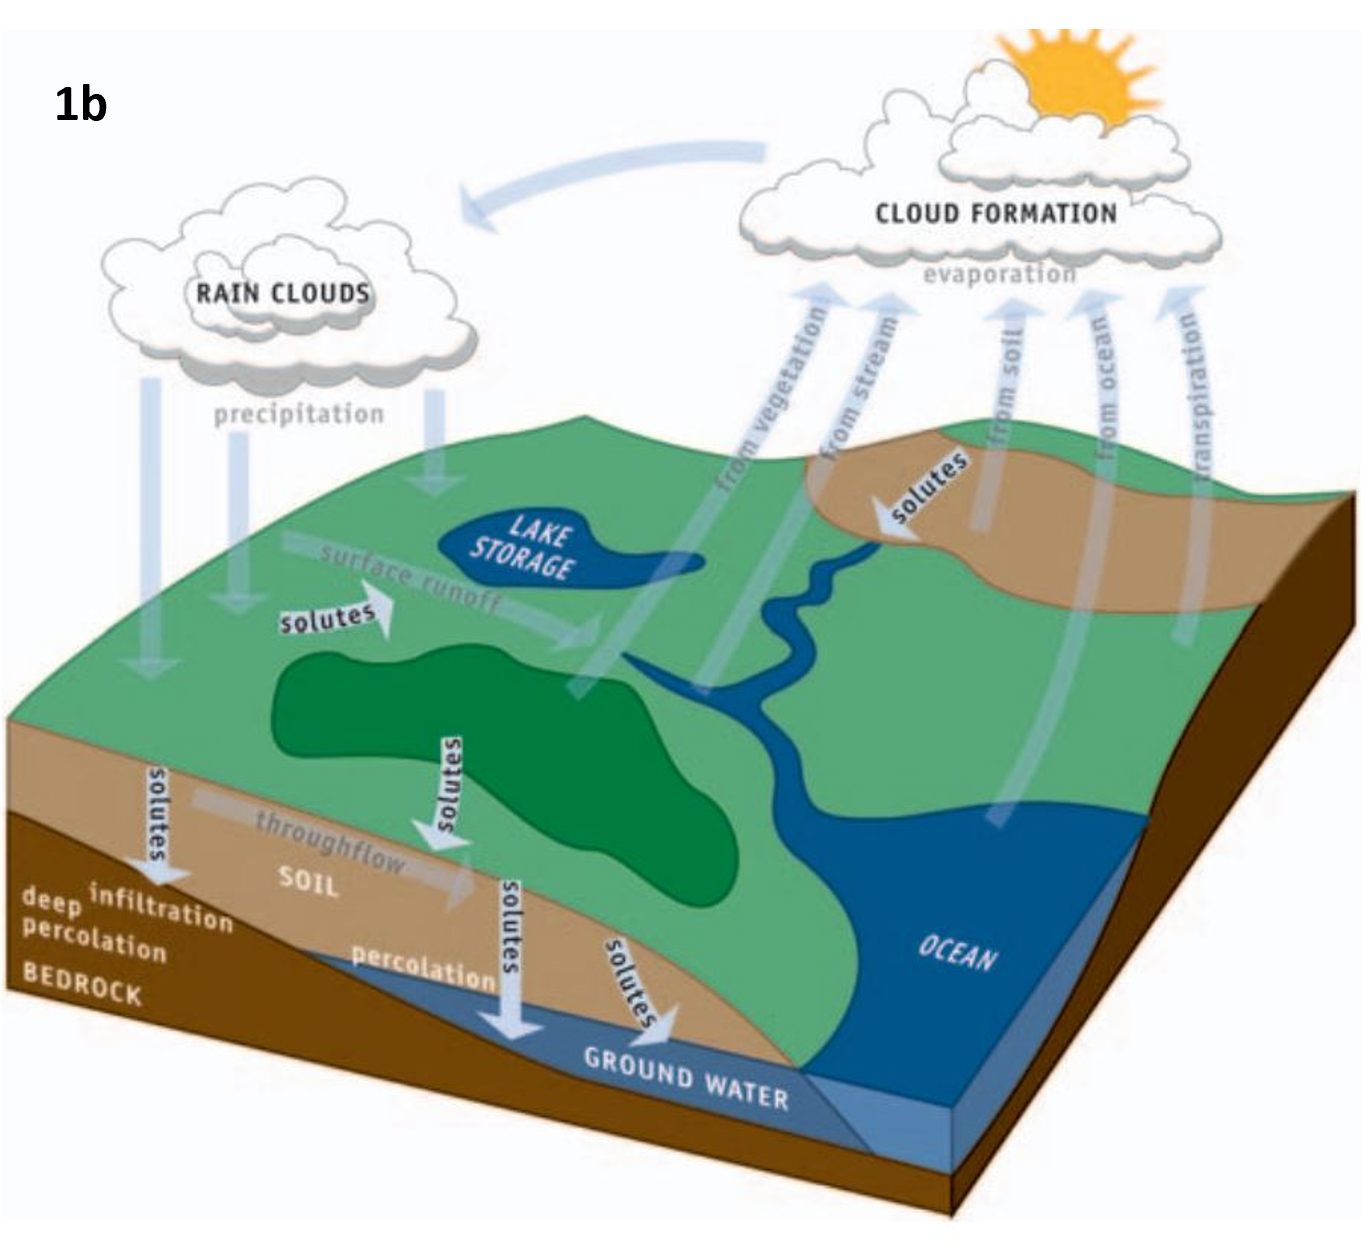 1b
CLOUD FORMATION
evaporation
RAIN CLOUDS
precipitation
from vegetation
from stream
from soil
from ocean
transpiration
solutes
LAKE
STORAGE
surface runoff
solutes
solutes
solutes
throughflow
SOIL
infiltration
deep
percolation
BEDROCK
percolation
solutes
solutes
OCEAN
GROUND WATER